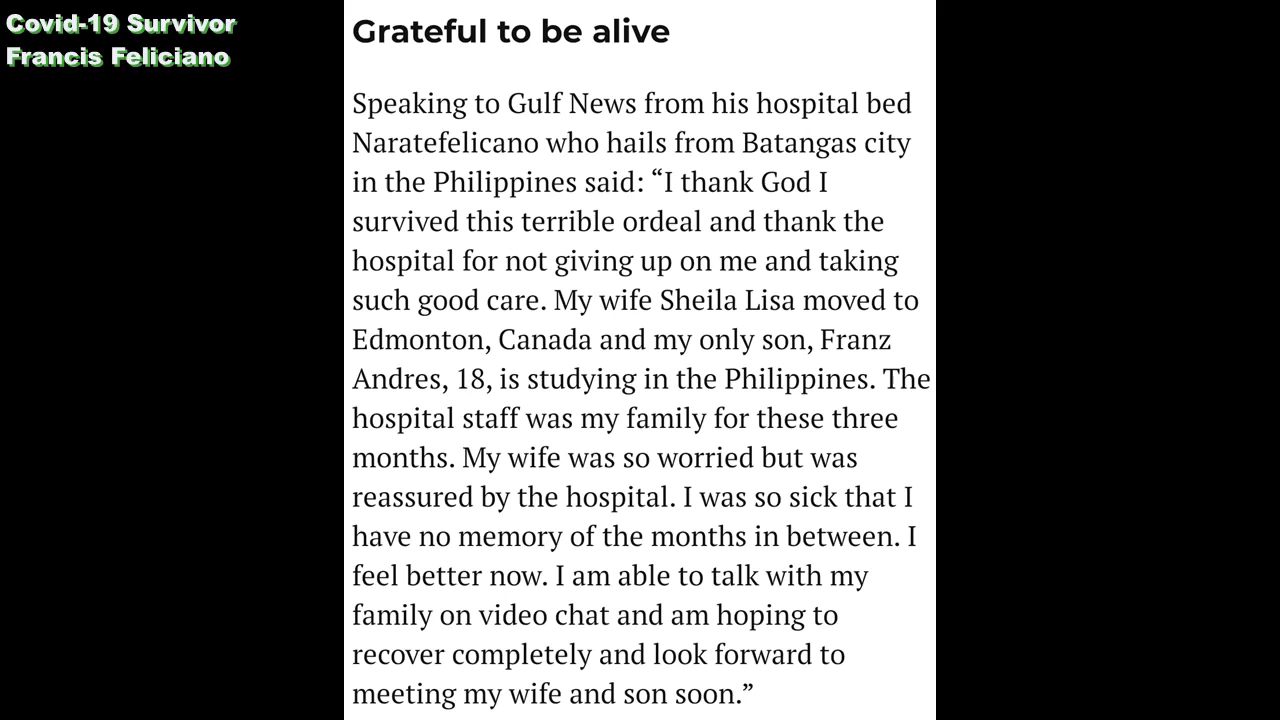 Covid-19 Survivor
Francis Feliciano
Grateful to be alive
Speaking to Gulf News from his hospital bed
Naratefelicano who hails from Batangas city
in the Philippines said: “I thank God I
survived this terrible ordeal and thank the
hospital for not giving up on me and taking
such good care. My wife Sheila Lisa moved to
Edmonton, Canada and my only son, Franz
Andres, 18, is studying in the Philippines. The
hospital staff was my family for these three
months. My wife was so worried but was
reassured by the hospital. I was so sick that I
have no memory of the months in between. I
feel better now. I am able to talk with my
family on video chat and am hoping to
recover completely and look forward to
meeting my wife and son soon.”